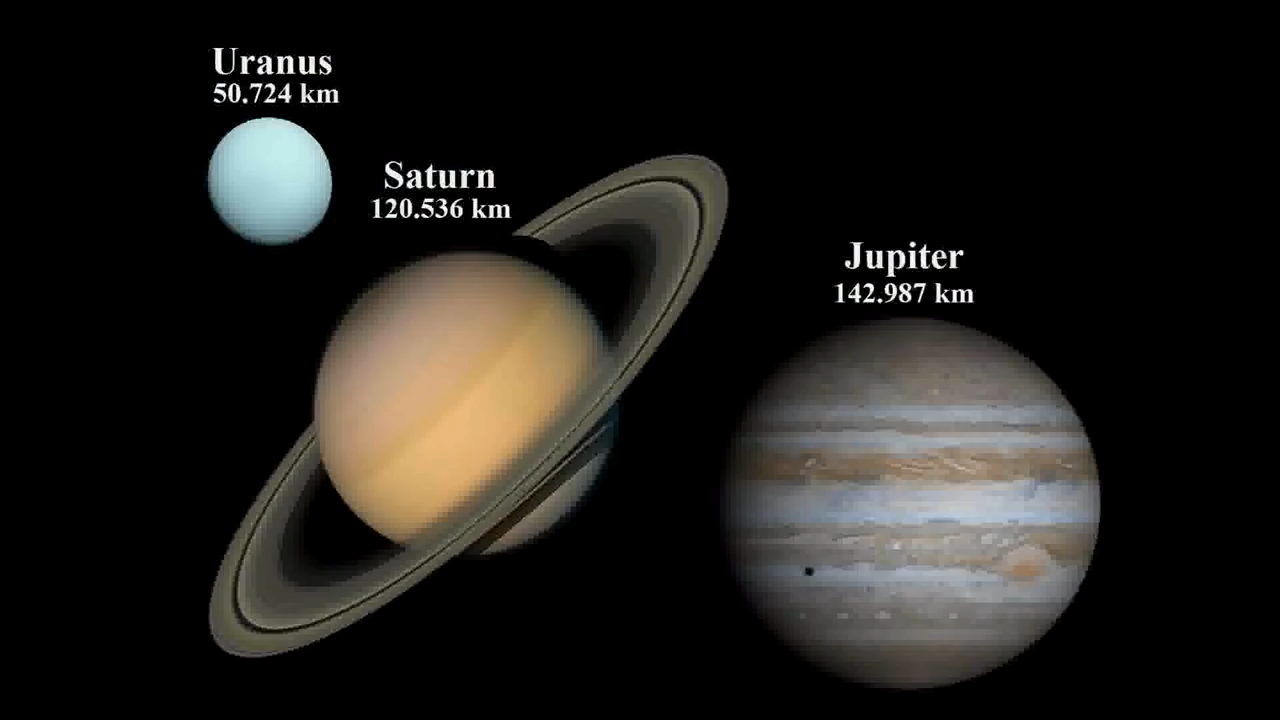 Uranus
50.724 km
Saturn
120.536 km
Jupiter
142.987 km